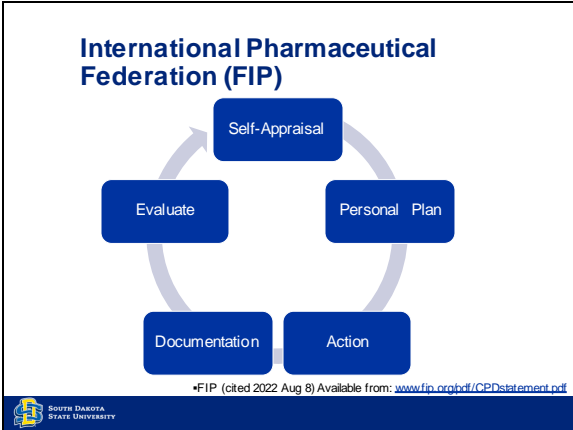 International Pharmaceutical
Federation (FIP)
Self-Appraisal
Evaluate
Personal Plan
Documentation
Action
▪FIP (cited 2022 Aug 8) Available from: www.fip.org/pdf/CPDstatement.pdf
SOUTH DAKOTA
STATE UNIVERSITY